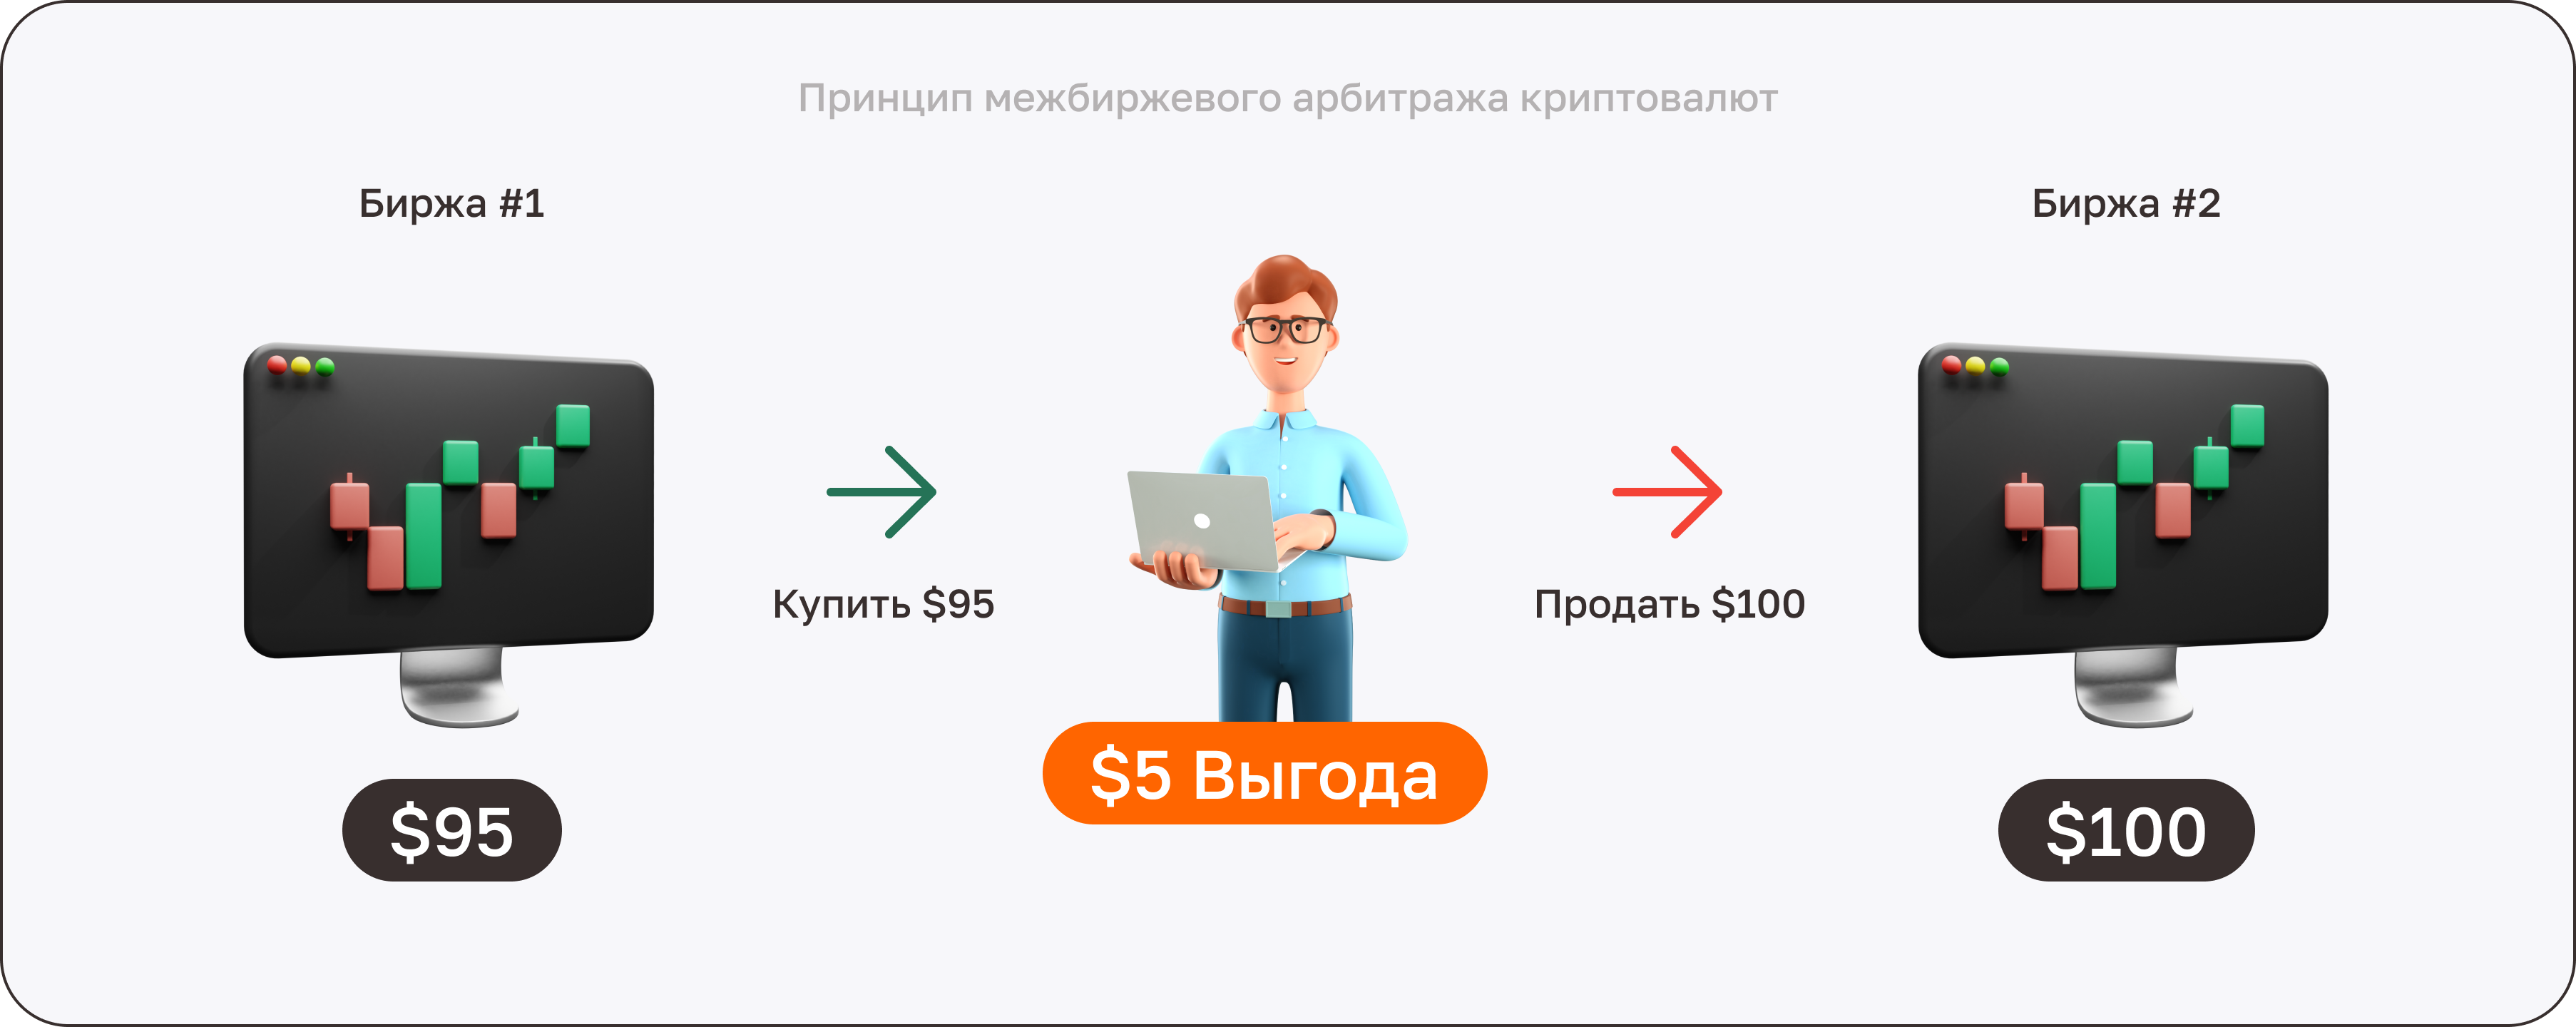 Принцип межбиржевого арбитража криптовалют
Биржа #1
Биржа #2
Купить $95
Продать $100
$5 Выгода
$95
$100